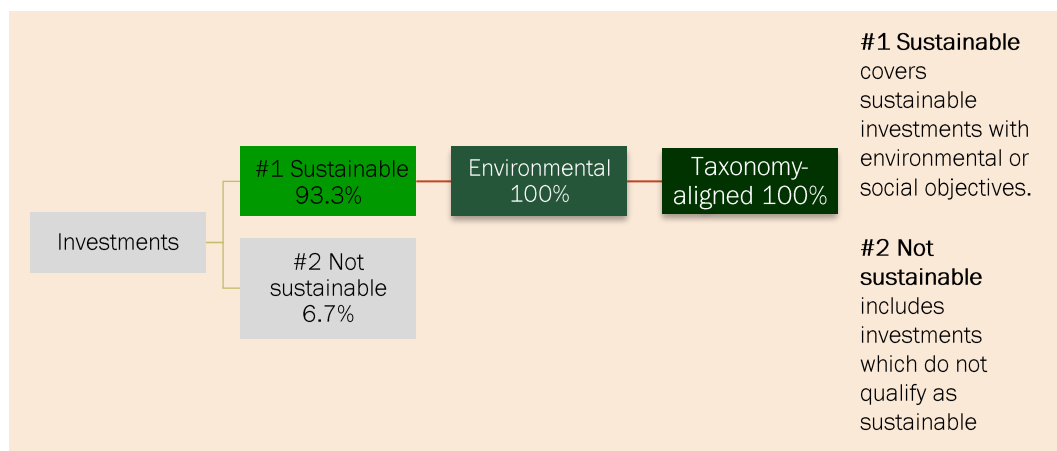 Investments
#1 Sustainable
93.3%
Environmental
100%
Taxonomy-
aligned 100%
#2 Not
sustainable
6.7%
#1 Sustainable
covers
sustainable
investments with
environmental or
social objectives.
#2 Not
sustainable
includes
investments
which do not
qualify as
sustainable